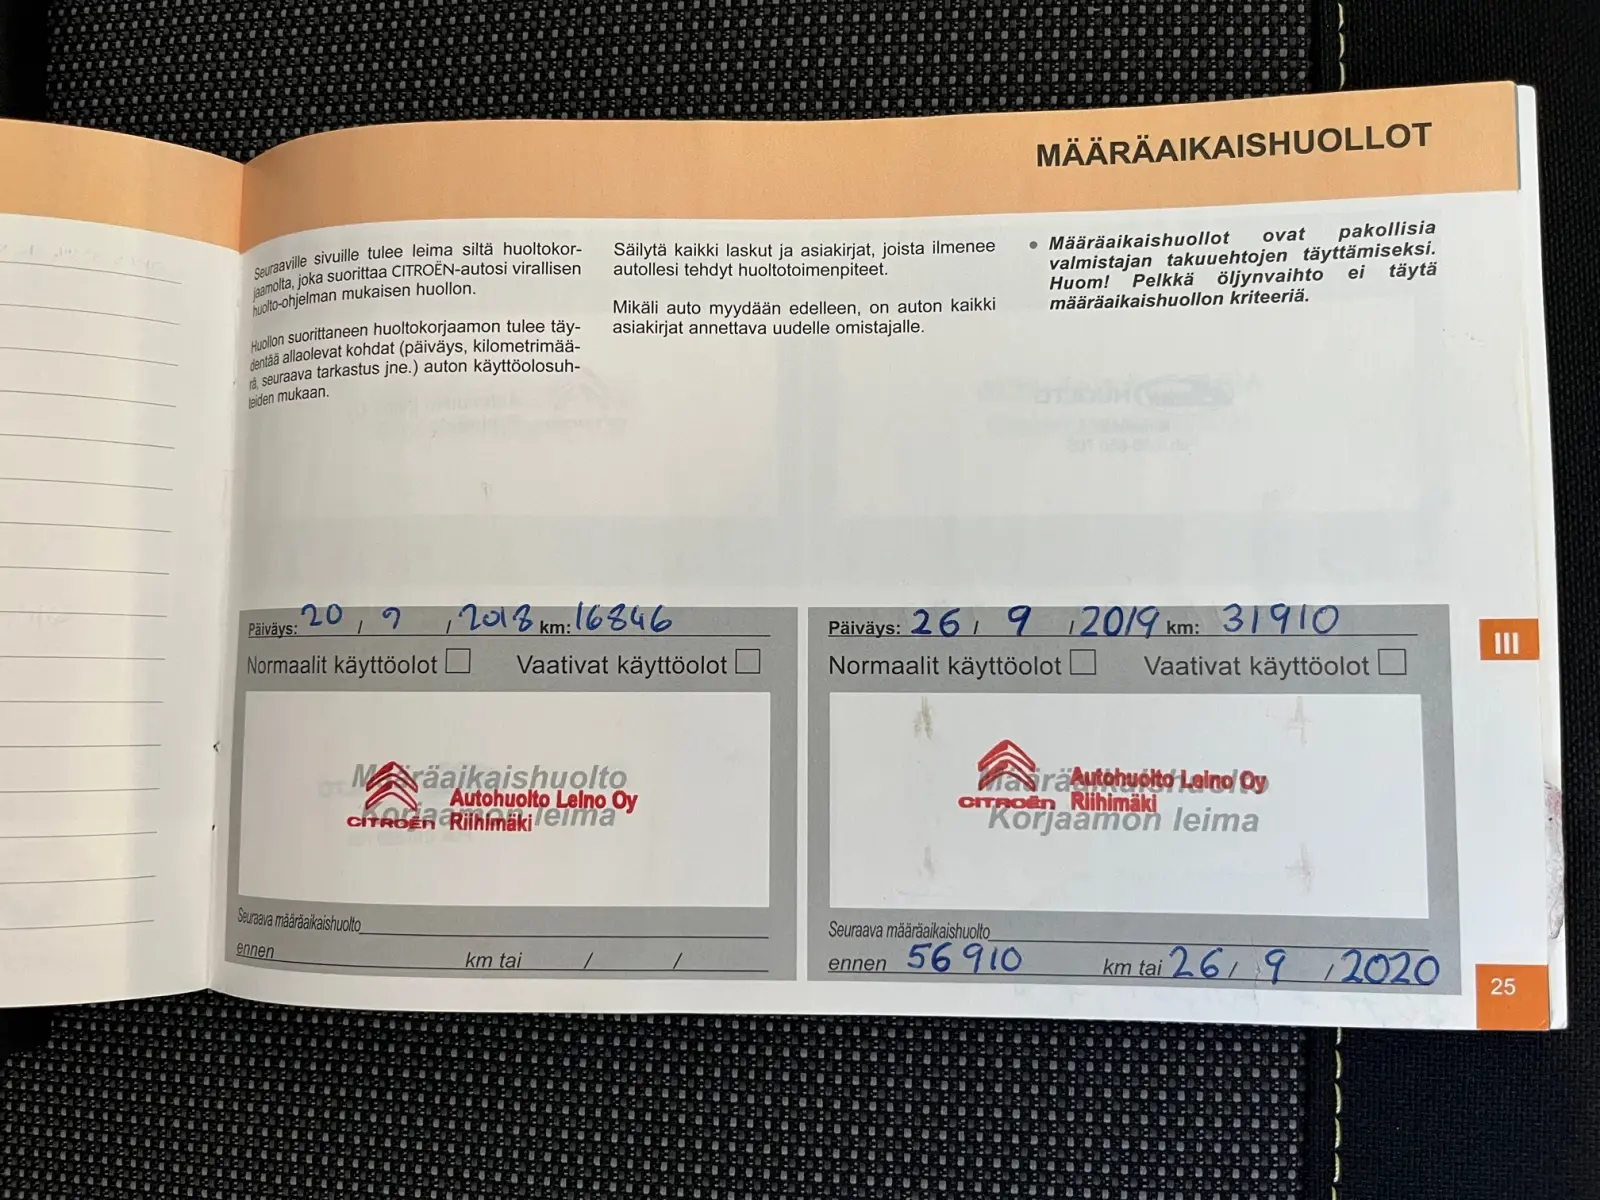 MÄÄRÄAIKAISHUOLLOT
Seuraaville sivuille tulee leima siltä huoltokor-
jaamolta, joka suorittaa CITROËN-autosi virallisen
huolto-ohjelman mukaisen huollon.
Huollon suorittaneen huoltokorjaamon tulee täy-
dentää allaolevat kohdat (päiväys, kilometrimää-
rä, seuraava tarkastus jne.) auton käyttöolosuh-
teiden mukaan.
Säilytä kaikki laskut ja asiakirjat, joista ilmenee
autollesi tehdyt huoltotoimenpiteet.
Mikäli auto myydään edelleen, on auton kaikki
asiakirjat annettava uudelle omistajalle.
• Määräaikaishuollot ovat pakollisia
valmistajan takuuehtojen täyttämiseksi.
Huom! Pelkkä öljynvaihto ei täytä
määräaikaishuollon kriteeriä.
Päiväys: 20 / 9 / 2018 km: 16846
Normaalit käyttöolot Vaativat käyttöolot
Määräaikaishuolto
Korjaamon leima
CITROËN
Autohuolto Leino Oy
Riihimäki
Seuraava määräaikaishuolto
ennen km tai / /
Päiväys: 26 / 9 / 2019 km: 31910
Normaalit käyttöolot Vaativat käyttöolot
Määräaikaishuolto
Korjaamon leima
CITROËN
Autohuolto Leino Oy
Riihimäki
Seuraava määräaikaishuolto
ennen 56910 km tai 26 / 9 / 2020
III
25